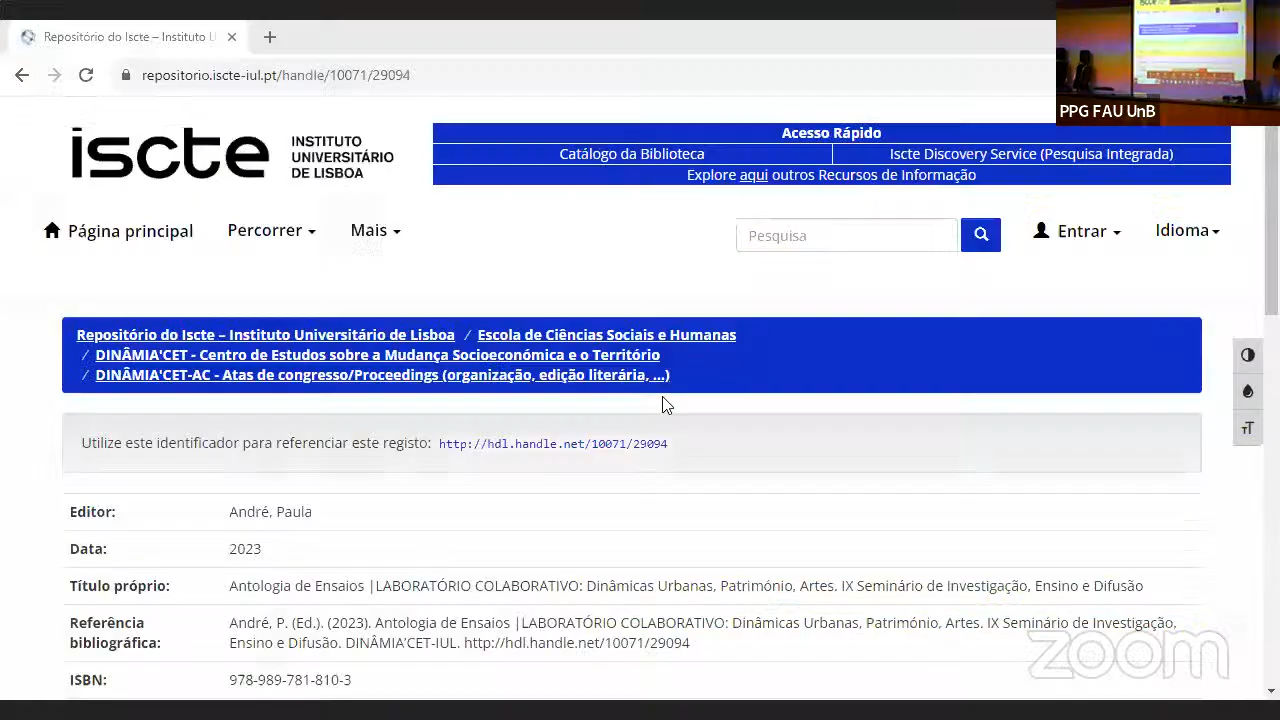 Repositório do Iscte – Instituto U
repositorio.iscte-iul.pt/handle/10071/29094
PPG FAU UnB
iscte
INSTITUTO
UNIVERSITÁRIO
DE LISBOA
Acesso Rápido
Catálogo da Biblioteca
Iscte Discovery Service (Pesquisa Integrada)
Explore aqui outros Recursos de Informação
Página principal
Percorrer
Mais
Pesquisa
Entrar
Idioma
Repositório do Iscte – Instituto Universitário de Lisboa / Escola de Ciências Sociais e Humanas
/ DINÂMIA'CET - Centro de Estudos sobre a Mudança Socioeconómica e o Território
/ DINÂMIA'CET-AC - Atas de congresso/Proceedings (organização, edição literária, ...)
Utilize este identificador para referenciar este registo: http://hdl.handle.net/10071/29094
Editor: André, Paula
Data: 2023
Título próprio: Antologia de Ensaios |LABORATÓRIO COLABORATIVO: Dinâmicas Urbanas, Património, Artes. IX Seminário de Investigação, Ensino e Difusão
Referência bibliográfica: André, P. (Ed.). (2023). Antologia de Ensaios |LABORATÓRIO COLABORATIVO: Dinâmicas Urbanas, Património, Artes. IX Seminário de Investigação,
Ensino e Difusão. DINÂMIA'CET-IUL. http://hdl.handle.net/10071/29094
ISBN: 978-989-781-810-3
zoom